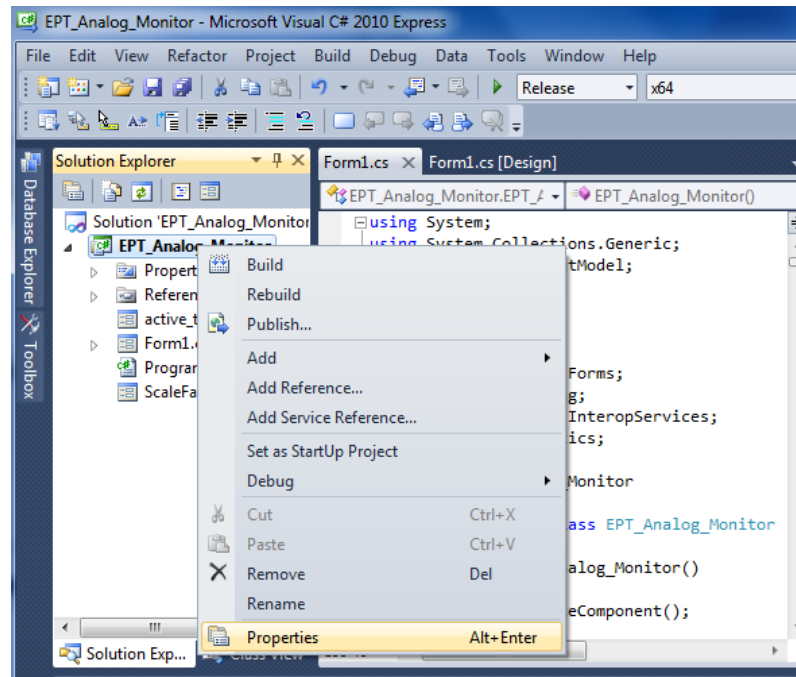 EPT_Analog_Monitor - Microsoft Visual C# 2010 Express
File Edit View Refactor Project Build Debug Data Tools Window Help
Release x64
Database Explorer
Toolbox
Solution Explorer
Solution 'EPT_Analog_Monitor
EPT_Analog_Monitor
Propert
Referen
active_t
Form1.
Program
ScaleFa
Solution Exp... Class View
Form1.cs Form1.cs [Design]
EPT_Analog_Monitor.EPT_A EPT_Analog_Monitor()
using System;
using System.Collections.Generic;
tModel;
Forms;
g;
InteropServices;
ics;
Monitor
ass EPT_Analog_Monitor
alog_Monitor()
eComponent();
Build
Rebuild
Publish...
Add
Add Reference...
Add Service Reference...
Set as StartUp Project
Debug
Cut Ctrl+X
Paste Ctrl+V
Remove Del
Rename
Properties Alt+Enter